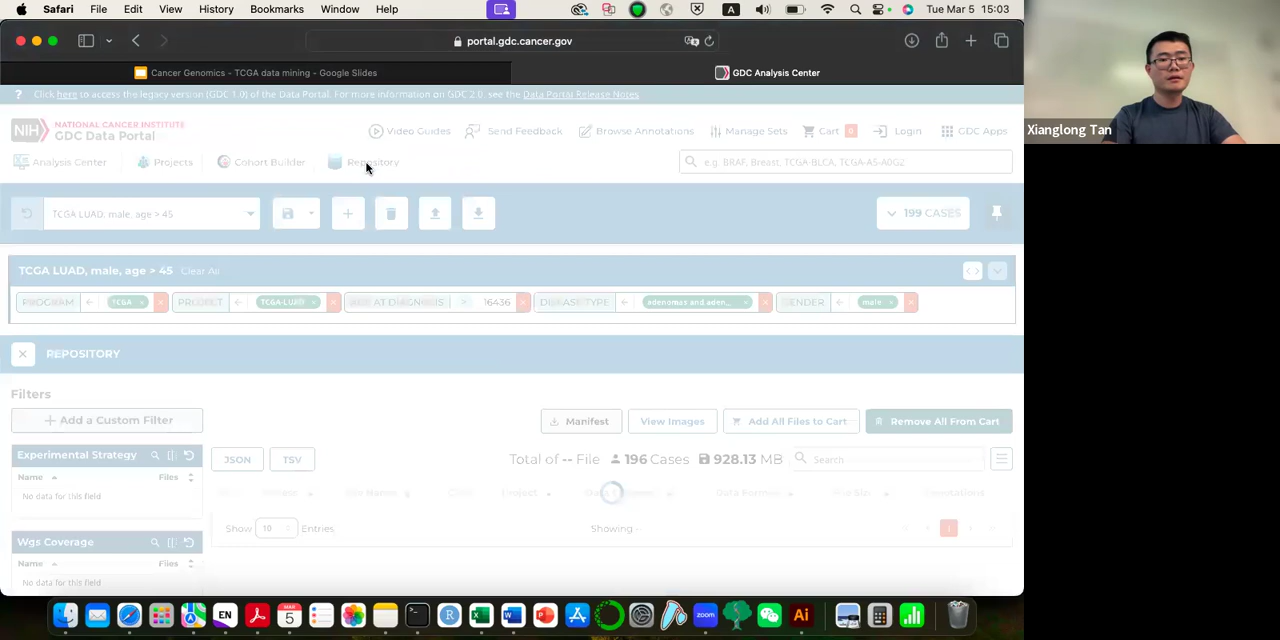 Safari File Edit View History Bookmarks Window Help A Tue Mar 5 15:03
portal.gdc.cancer.gov
Cancer Genomics - TCGA data mining - Google Slides GDC Analysis Center
? Click here to access the legacy version (GDC 1.0) of the Data Portal. For more information on GDC 2.0, see the Data Portal Release Notes.
NIH NATIONAL CANCER INSTITUTE
GDC Data Portal
Video Guides Send Feedback Browse Annotations Manage Sets Cart 0 Login GDC Apps
Analysis Center Projects Cohort Builder Repository e.g. BRAF, Breast, TCGA-BLCA, TCGA-A5-A0G2
TCGA LUAD, male, age > 45 199 CASES
TCGA LUAD, male, age > 45 Clear All
PROGRAM TCGA PROJECT TCGA-LUAD AGE AT DIAGNOSIS > 16436 DISEASE TYPE adenomas and aden... GENDER male
REPOSITORY
Filters
+ Add a Custom Filter Manifest View Images Add All Files to Cart Remove All From Cart
Experimental Strategy JSON TSV Total of -- File 196 Cases 928.13 MB Search
Name Files
Project Annotations
No data for this field
Show 10 Entries Showing -- 1
Wgs Coverage
Name Files
No data for this field
Xianglong Tan
MAR 5 EN zoom Ai